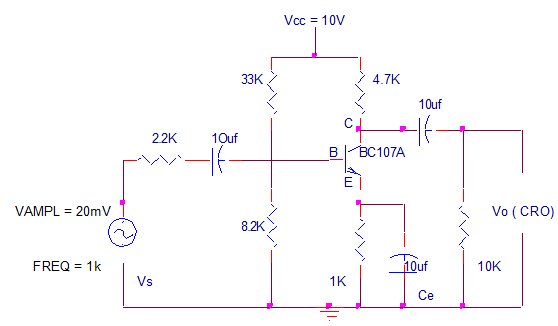 Vcc = 10V
33K
4.7K
10uf
2.2K
1Ouf
C
B
BC107A
E
VAMPL = 20mV
8.2K
Vo ( CRO)
FREQ = 1k
Vs
1K
10uf
10K
Ce